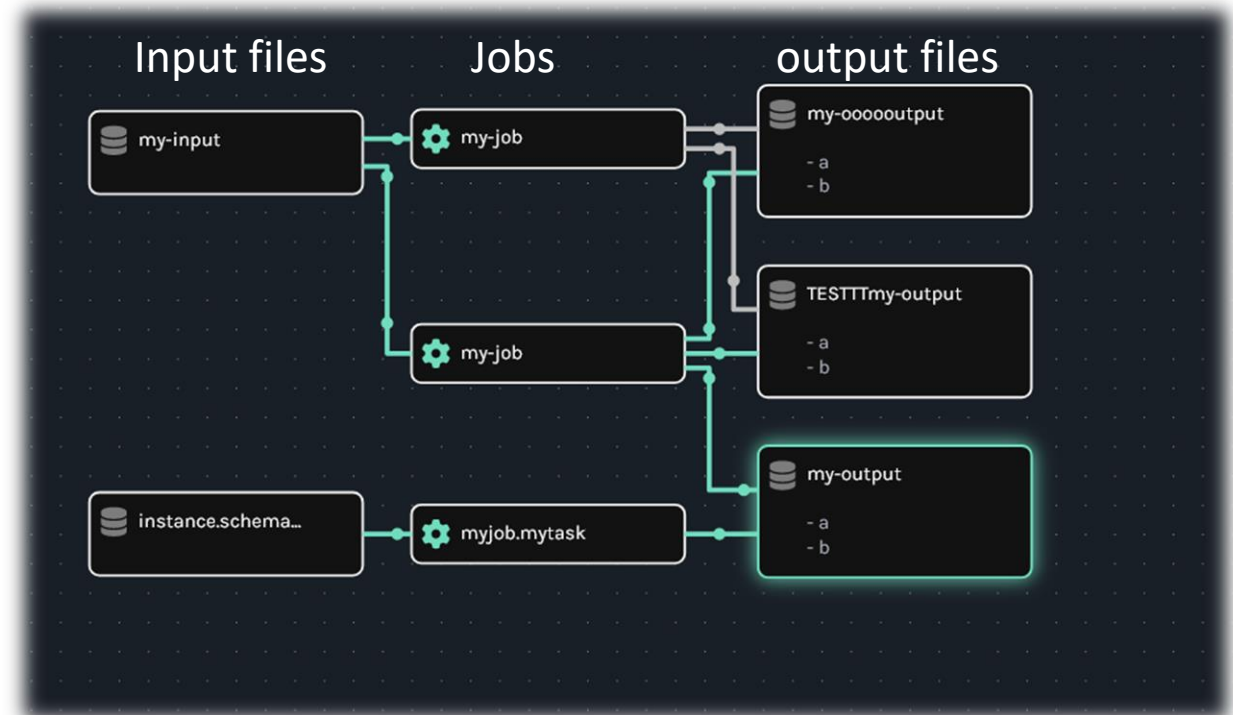 Input files
Jobs
output files
my-input
my-job
my-oooooutput
- a
- b
TESTTTmy-output
- a
- b
my-job
my-output
- a
- b
instance.schema...
myjob.mytask